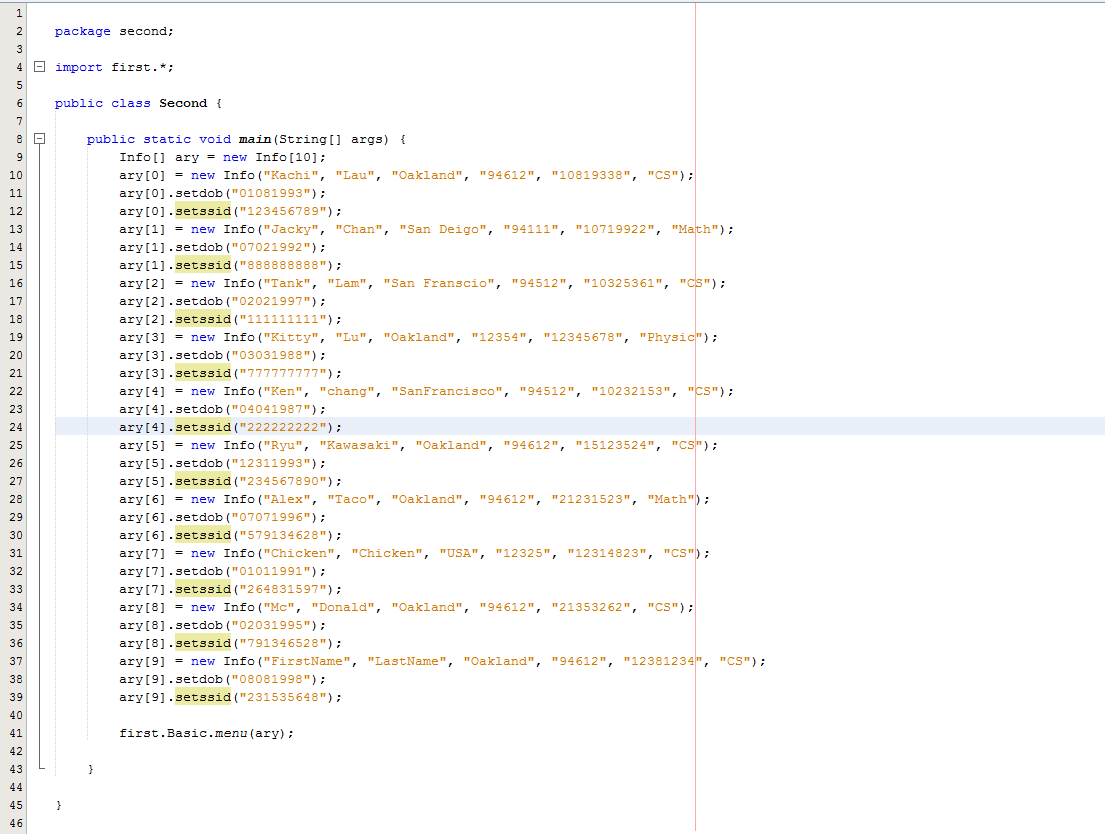 1
2 package second;
3
4 import first.*;
5
6 public class Second {
7
8 public static void main(String[] args) {
9 Info[] ary = new Info[10];
10 ary[0] = new Info("Kachi", "Lau", "Oakland", "94612", "10819338", "CS");
11 ary[0].setdob("01081993");
12 ary[0].setssid("123456789");
13 ary[1] = new Info("Jacky", "Chan", "San Deigo", "94111", "10719922", "Math");
14 ary[1].setdob("07021992");
15 ary[1].setssid("888888888");
16 ary[2] = new Info("Tank", "Lam", "San Franscio", "94512", "10325361", "CS");
17 ary[2].setdob("02021997");
18 ary[2].setssid("111111111");
19 ary[3] = new Info("Kitty", "Lu", "Oakland", "12354", "12345678", "Physic");
20 ary[3].setdob("03031988");
21 ary[3].setssid("777777777");
22 ary[4] = new Info("Ken", "chang", "SanFrancisco", "94512", "10232153", "CS");
23 ary[4].setdob("04041987");
24 ary[4].setssid("222222222");
25 ary[5] = new Info("Ryu", "Kawasaki", "Oakland", "94612", "15123524", "CS");
26 ary[5].setdob("12311993");
27 ary[5].setssid("234567890");
28 ary[6] = new Info("Alex", "Taco", "Oakland", "94612", "21231523", "Math");
29 ary[6].setdob("07071996");
30 ary[6].setssid("579134628");
31 ary[7] = new Info("Chicken", "Chicken", "USA", "12325", "12314823", "CS");
32 ary[7].setdob("01011991");
33 ary[7].setssid("264831597");
34 ary[8] = new Info("Mc", "Donald", "Oakland", "94612", "21353262", "CS");
35 ary[8].setdob("02031995");
36 ary[8].setssid("791346528");
37 ary[9] = new Info("FirstName", "LastName", "Oakland", "94612", "12381234", "CS");
38 ary[9].setdob("08081998");
39 ary[9].setssid("231535648");
40
41 first.Basic.menu(ary);
42
43 }
44
45 }
46